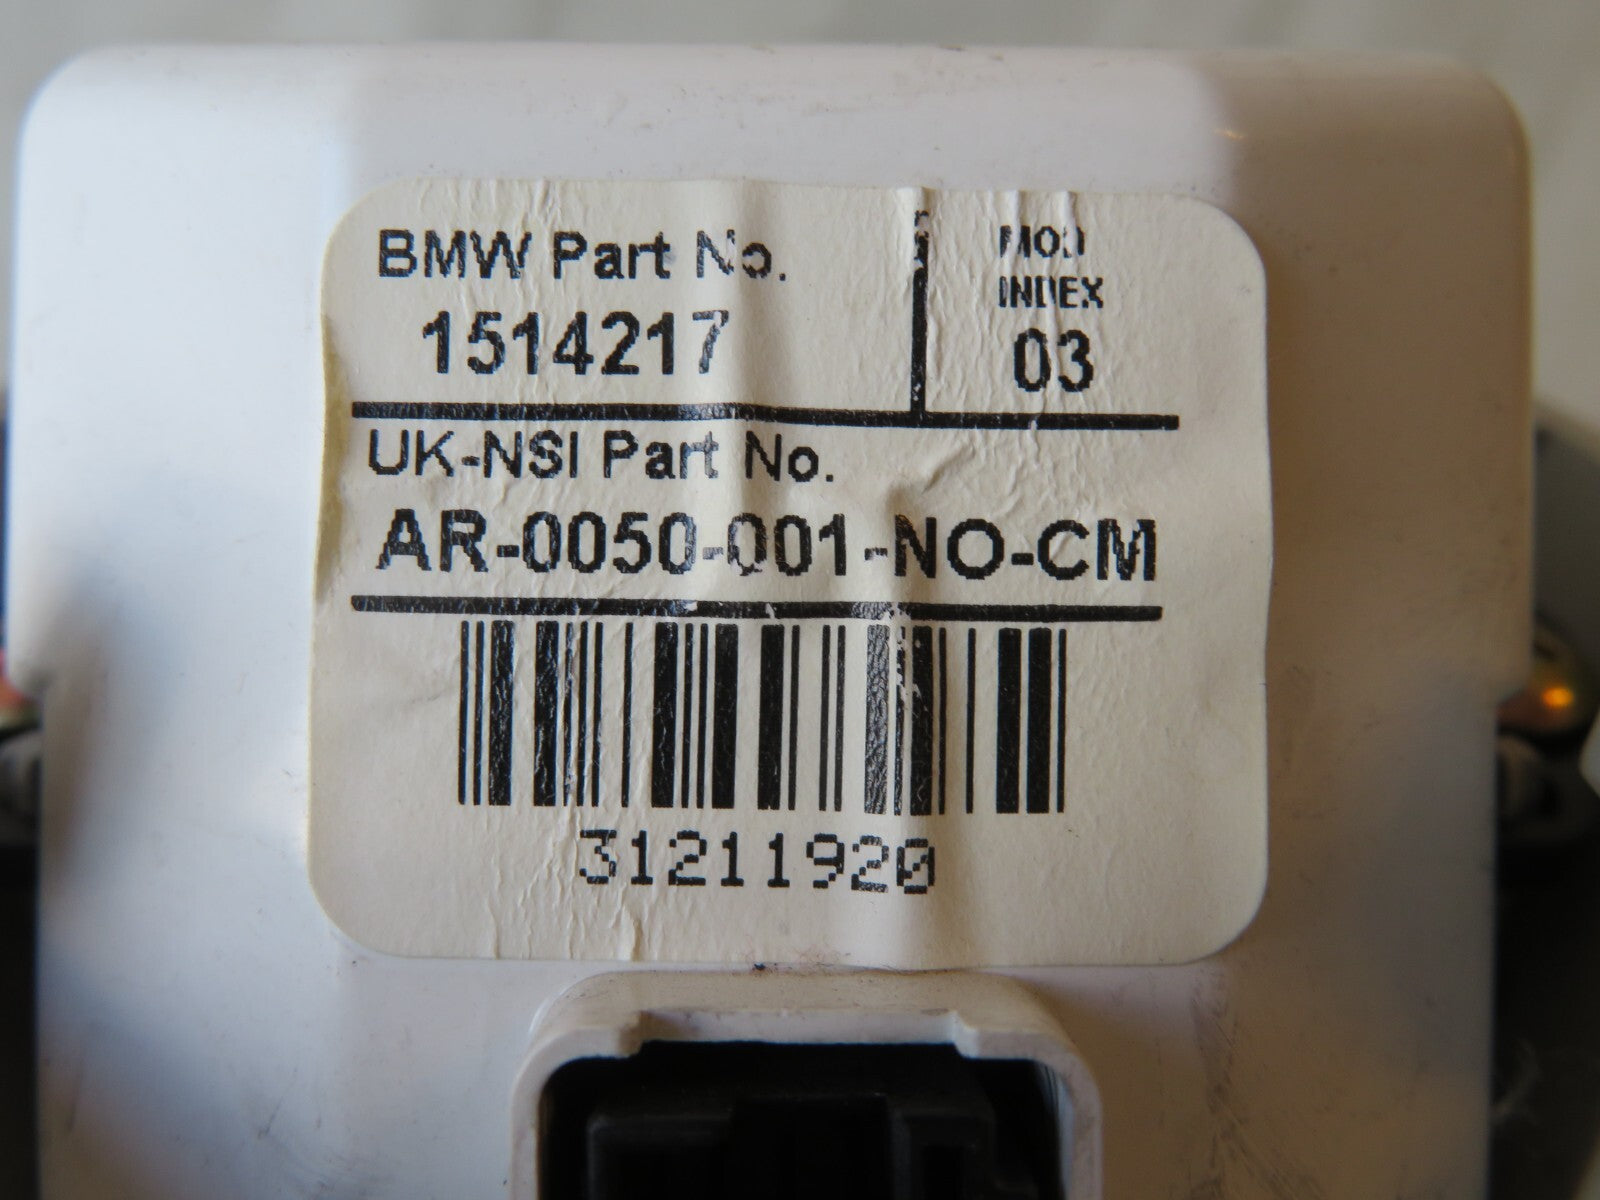 BMW Part No.
1514217
MOD
INDEX
03
UK-NSI Part No.
AR-0050-001-NO-CM
31211920